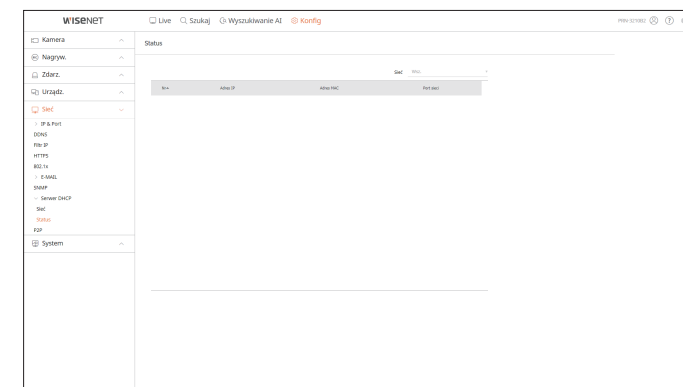 WISENET
Live Szukaj Wyszukiwanie AI Konfig
Kamera
Nagryw.
Zdarz.
Urządz.
Sieć
IP & Port
DDNS
Filtr IP
HTTPS
802.1x
E-MAIL
SNMP
Serwer DHCP
Sieć
Status
P2P
System
Status
Sieć
Adres IP Adres MAC Port sieci